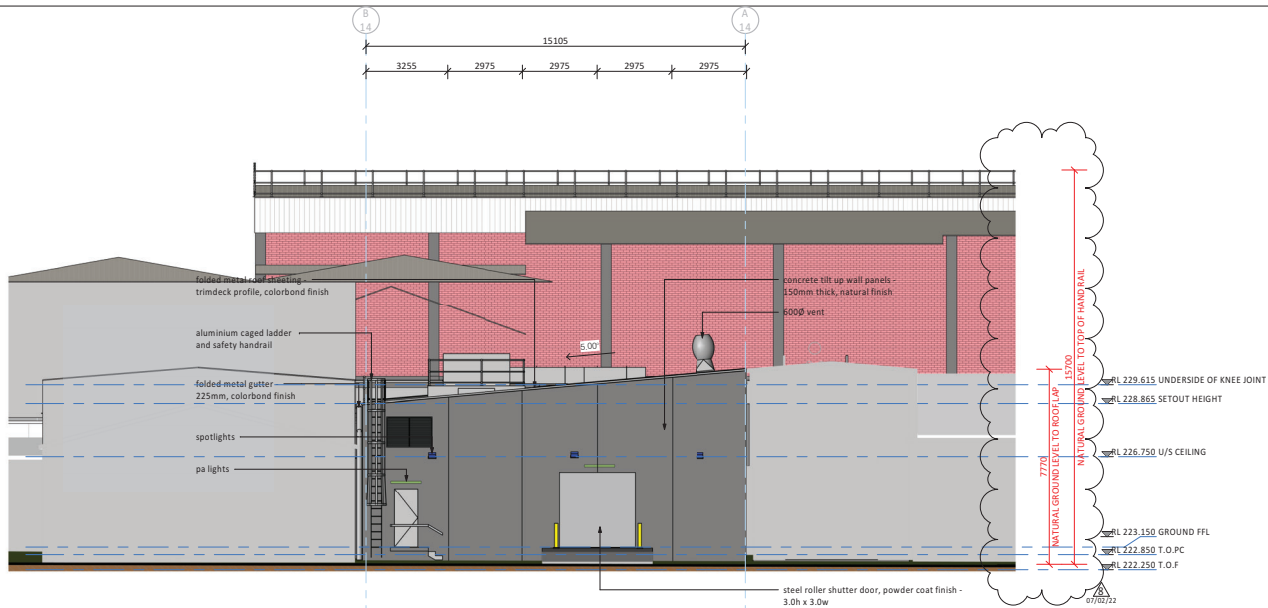 B
14
A
14
15105
3255
2975
2975
2975
2975
folded metal roof sheeting -
trimdeck profile, colorbond finish
concrete tilt up wall panels -
150mm thick, natural finish
aluminium caged ladder
and safety handrail
600Ø vent
5.00°
folded metal gutter
225mm, colorbond finish
spotlights
pa lights
steel roller shutter door, powder coat finish -
3.0h x 3.0w
7770
NATURAL GROUND LEVEL TO ROOF LAP
15700
NATURAL GROUND LEVEL TO TOP OF HAND RAIL
RL 229.615 UNDERSIDE OF KNEE JOINT
RL 228.865 SETOUT HEIGHT
RL 226.750 U/S CEILING
RL 223.150 GROUND FFL
RL 222.850 T.O.PC
RL 222.250 T.O.F
8
07/02/22